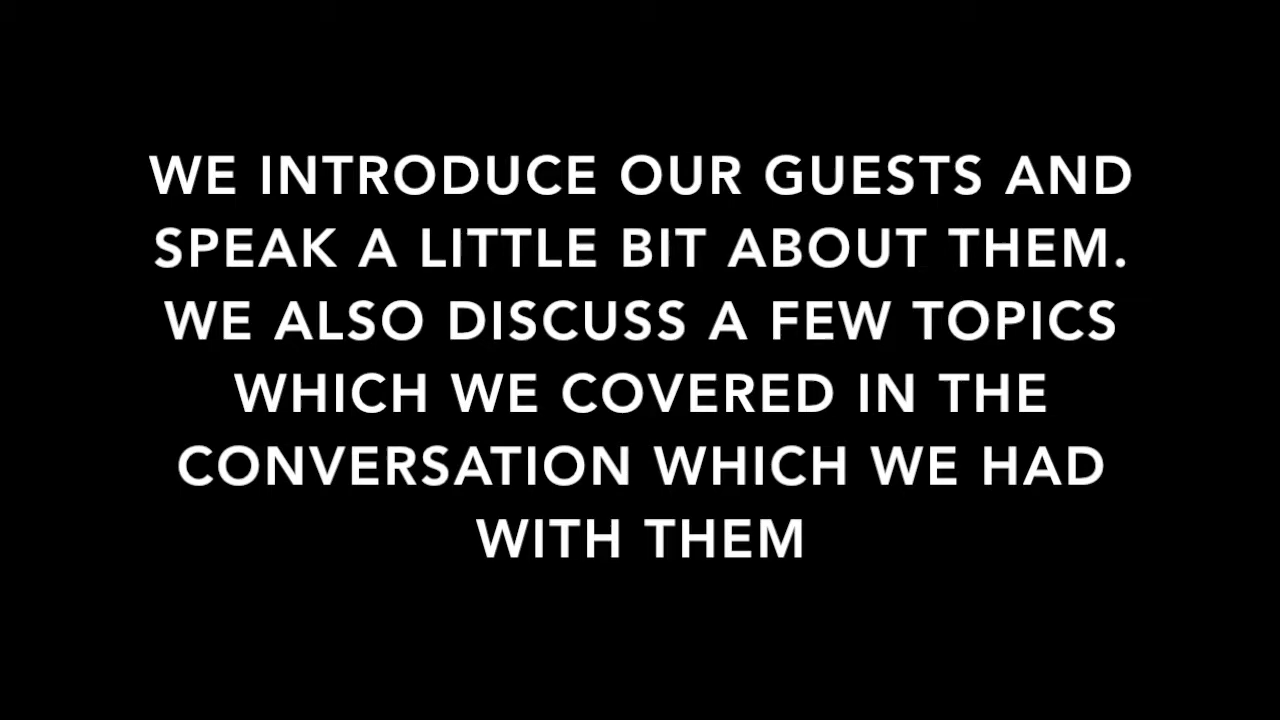 WE INTRODUCE OUR GUESTS AND
SPEAK A LITTLE BIT ABOUT THEM.
WE ALSO DISCUSS A FEW TOPICS
WHICH WE COVERED IN THE
CONVERSATION WHICH WE HAD
WITH THEM